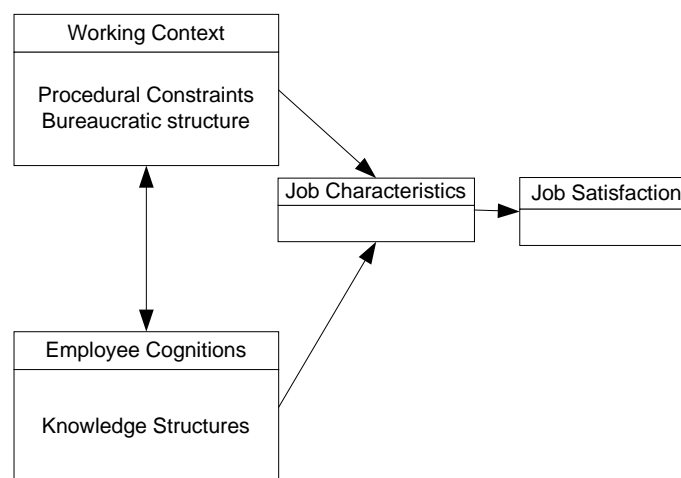 Working Context
Procedural Constraints
Bureaucratic structure
Job Characteristics
Job Satisfaction
Employee Cognitions
Knowledge Structures